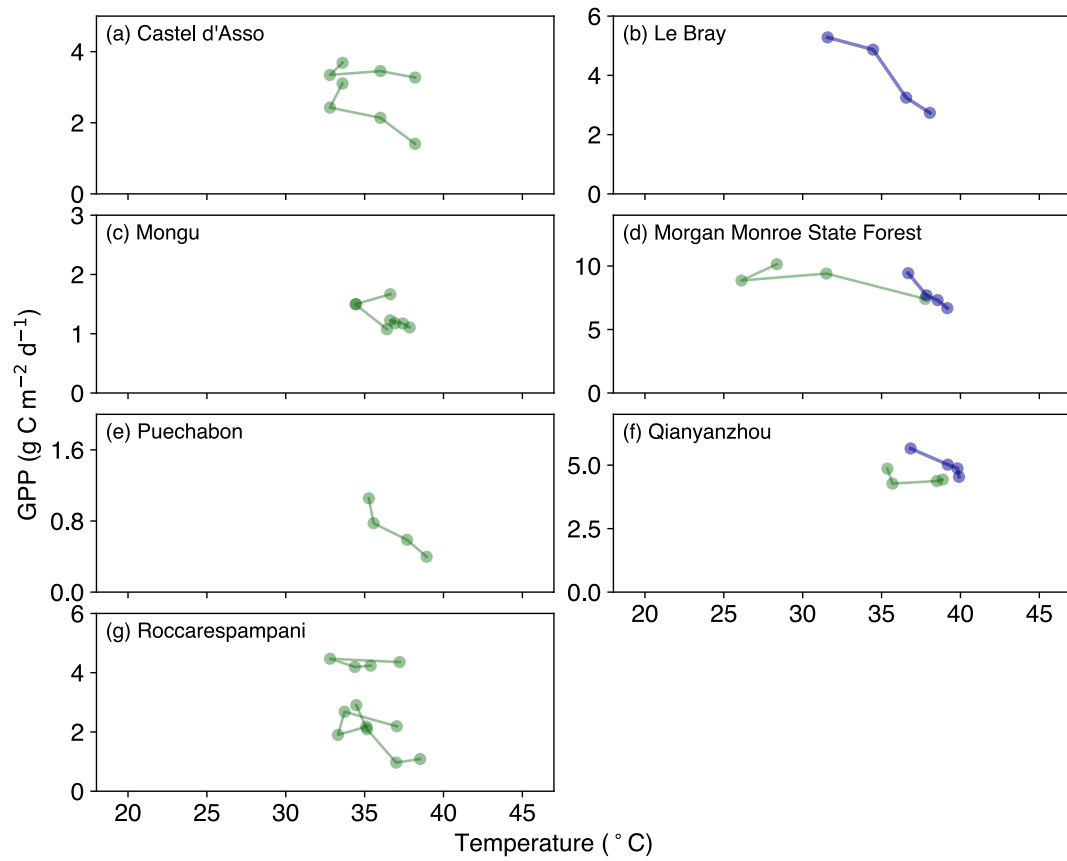 (a) Castel d'Asso
4
2
0
(b) Le Bray
6
4
2
0
(c) Mongu
3
2
1
0
(d) Morgan Monroe State Forest
10
5
0
(e) Puechabon
1.6
0.8
0.0
(f) Qianyanzhou
5.0
2.5
0.0
20 25 30 35 40 45
(g) Roccarespampani
6
4
2
0
20 25 30 35 40 45
GPP (g C m⁻² d⁻¹)
Temperature (°C)